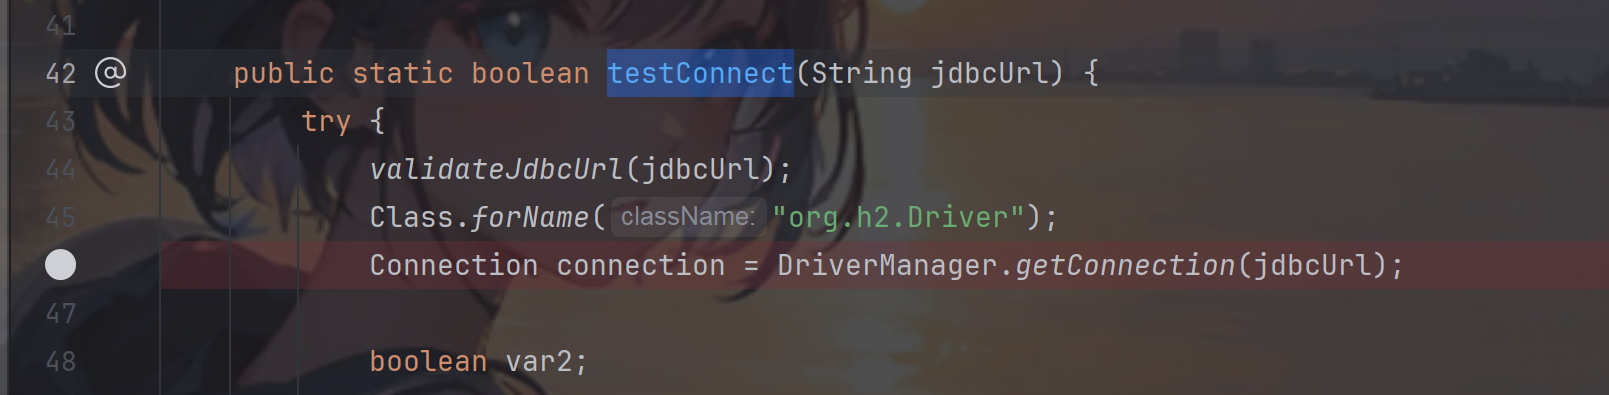 41
42 @ public static boolean testConnect(String jdbcUrl) {
43 try {
44 validateJdbcUrl(jdbcUrl);
45 Class.forName( className: "org.h2.Driver");
Connection connection = DriverManager.getConnection(jdbcUrl);
47
48 boolean var2;